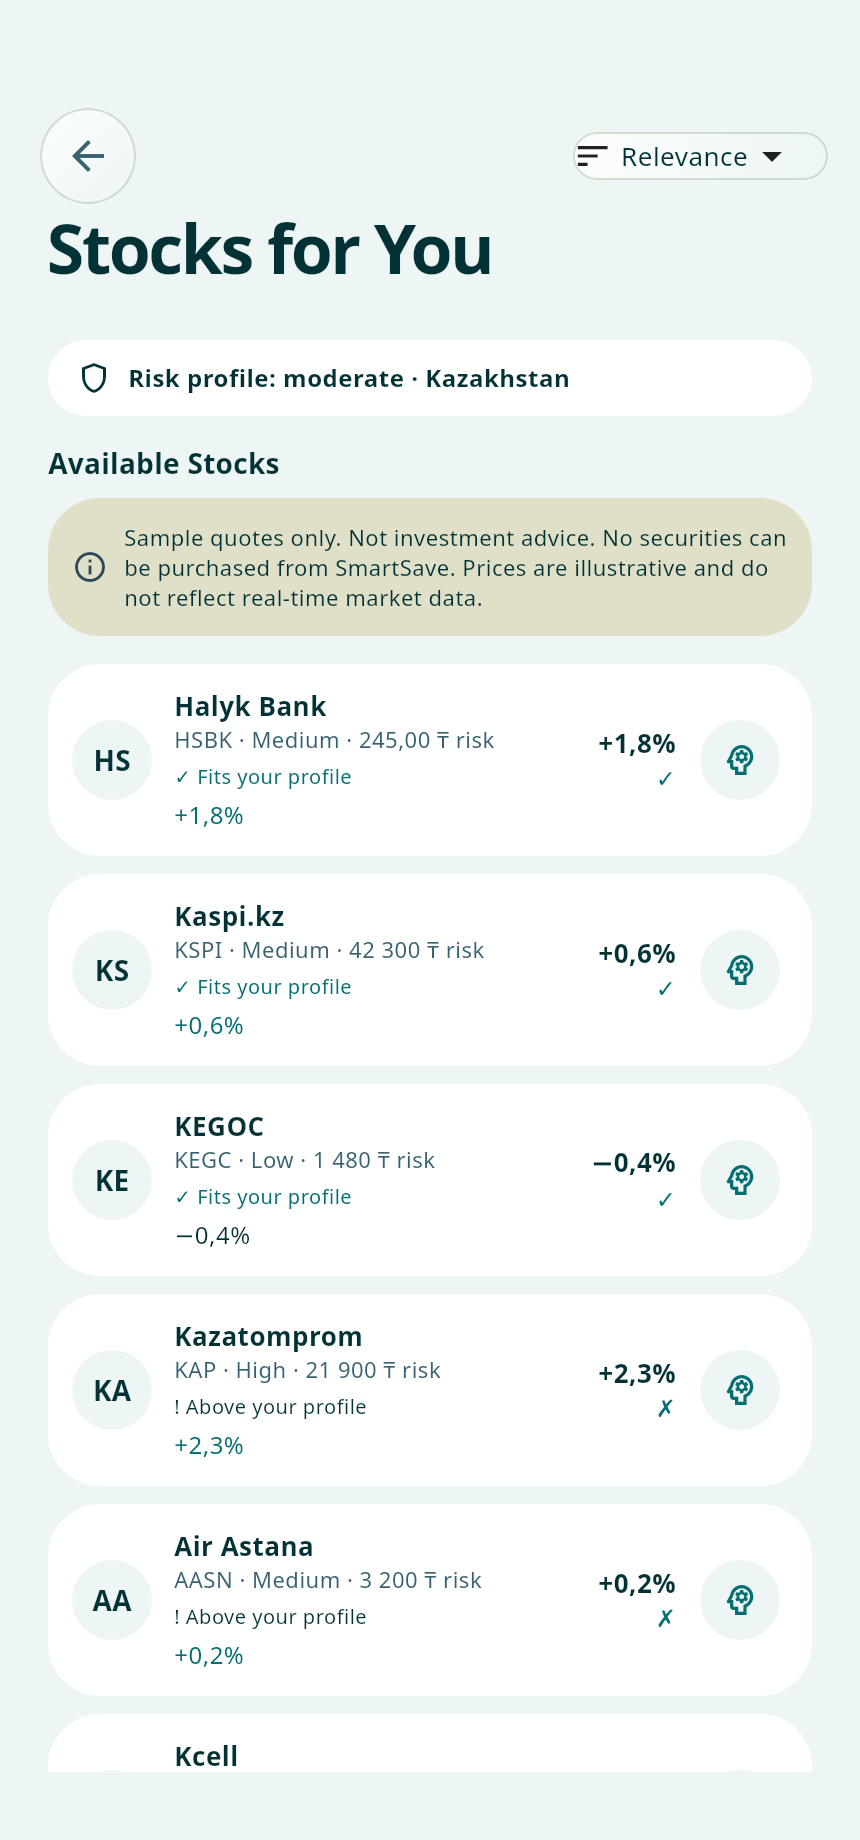 Relevance
Stocks for You
Risk profile: moderate · Kazakhstan
Available Stocks
Sample quotes only. Not investment advice. No securities can
be purchased from SmartSave. Prices are illustrative and do
not reflect real-time market data.
HS
Halyk Bank
HSBK · Medium · 245,00 ₸ risk
✓ Fits your profile
+1,8%
+1,8%
✓
KS
Kaspi.kz
KSPI · Medium · 42 300 ₸ risk
✓ Fits your profile
+0,6%
+0,6%
✓
KE
KEGOC
KEGC · Low · 1 480 ₸ risk
✓ Fits your profile
−0,4%
−0,4%
✓
KA
Kazatomprom
KAP · High · 21 900 ₸ risk
! Above your profile
+2,3%
+2,3%
✗
AA
Air Astana
AASN · Medium · 3 200 ₸ risk
! Above your profile
+0,2%
+0,2%
✗
Kcell